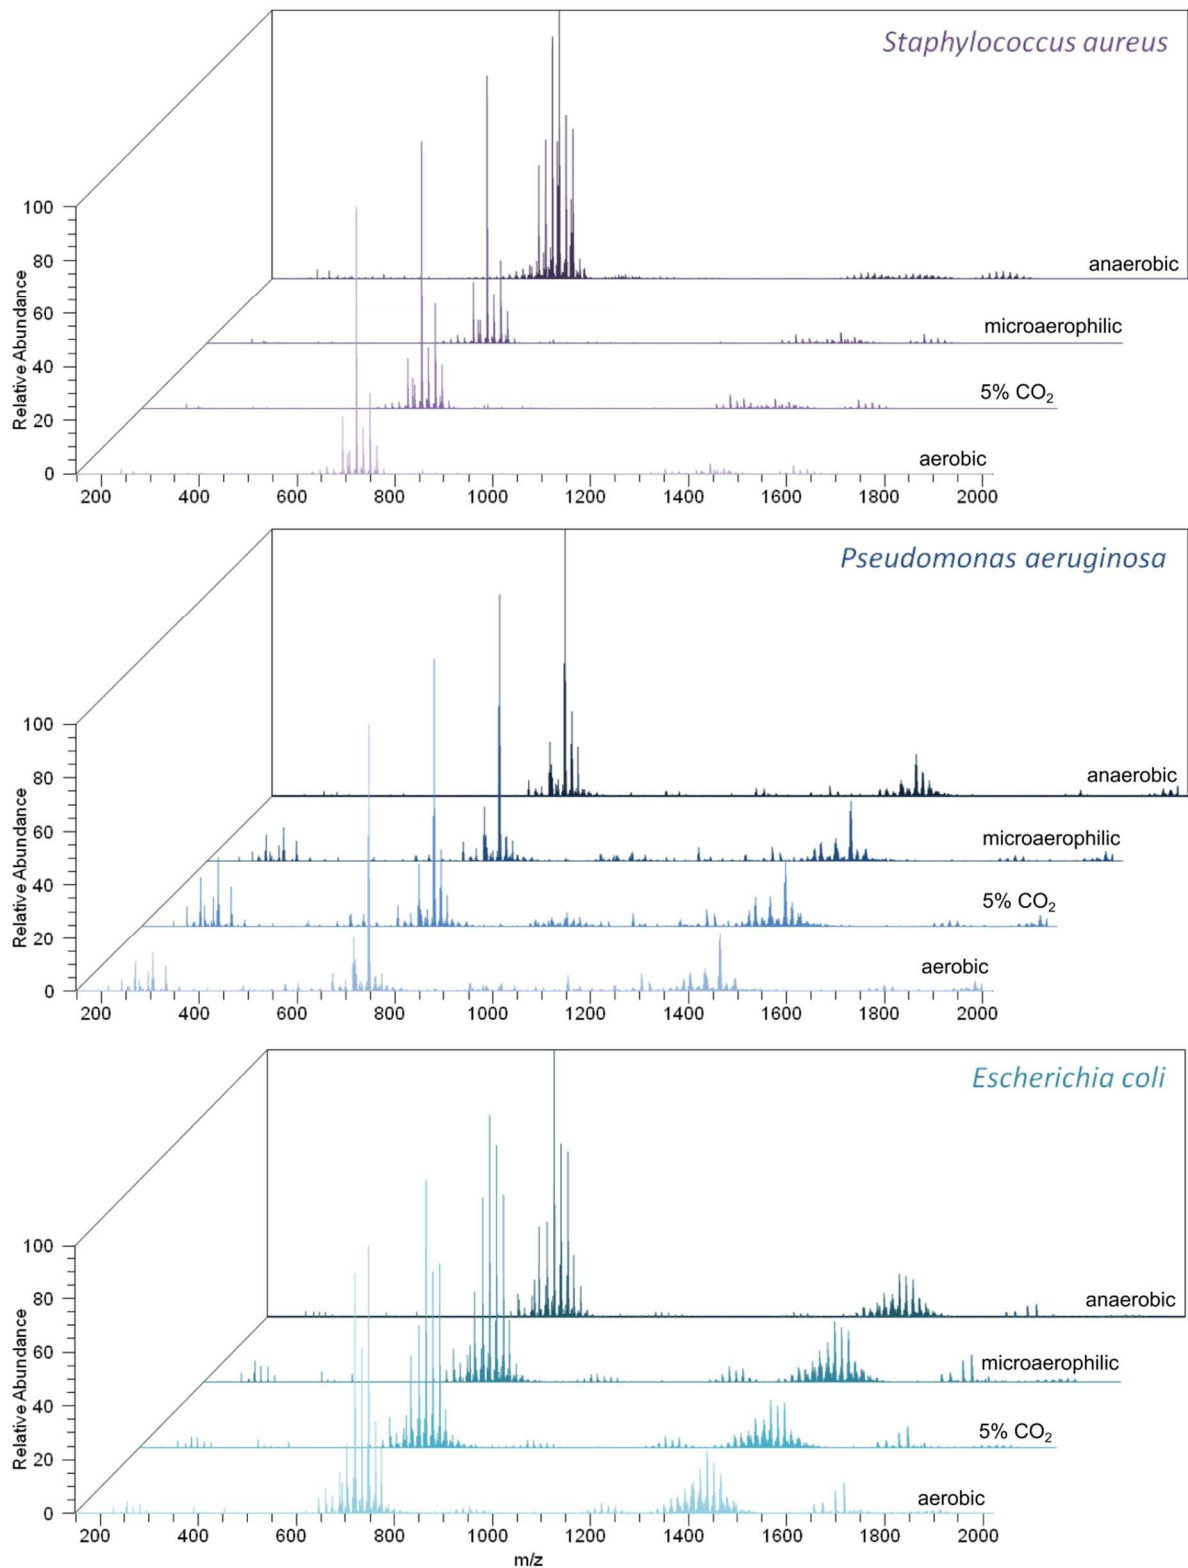 Staphylococcus aureus
anaerobic
microaerophilic
5% CO₂
aerobic
Relative Abundance
100
80
60
40
20
0
200 400 600 800 1000 1200 1400 1600 1800 2000
Pseudomonas aeruginosa
anaerobic
microaerophilic
5% CO₂
aerobic
Relative Abundance
100
80
60
40
20
0
200 400 600 800 1000 1200 1400 1600 1800 2000
Escherichia coli
anaerobic
microaerophilic
5% CO₂
aerobic
Relative Abundance
100
80
60
40
20
0
200 400 600 800 1000 1200 1400 1600 1800 2000
m/z